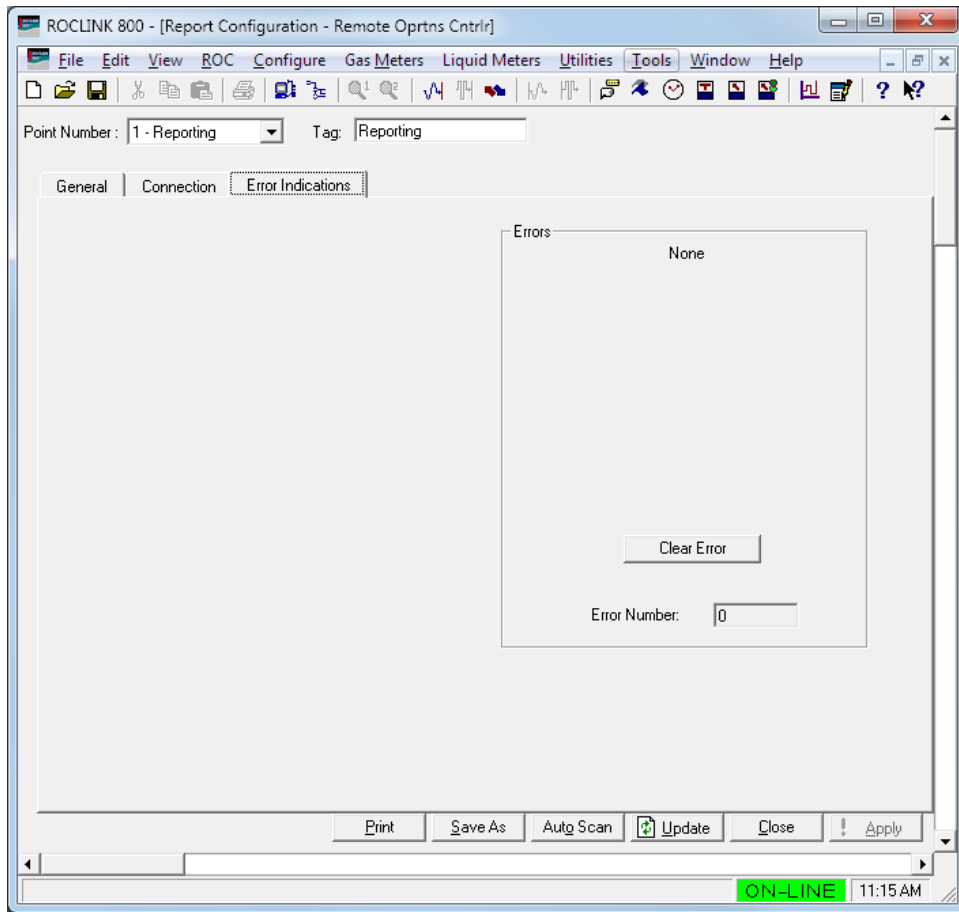 ROCLINK 800 - [Report Configuration - Remote Oprtns Cntrlr]
File Edit View ROC Configure Gas Meters Liquid Meters Utilities Tools Window Help
Point Number : 1 - Reporting Tag: Reporting
General Connection Error Indications
Errors
None
Clear Error
Error Number: 0
Print Save As Auto Scan Update Close ! Apply
ON-LINE 11:15 AM